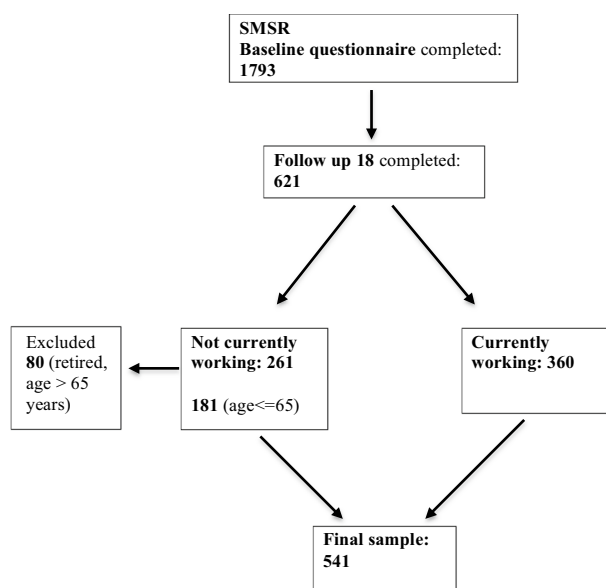 SMSR
Baseline questionnaire completed:
1793
Follow up 18 completed:
621
Excluded
80 (retired,
age > 65
years)
Not currently
working: 261
181 (age<=65)
Currently
working: 360
Final sample:
541